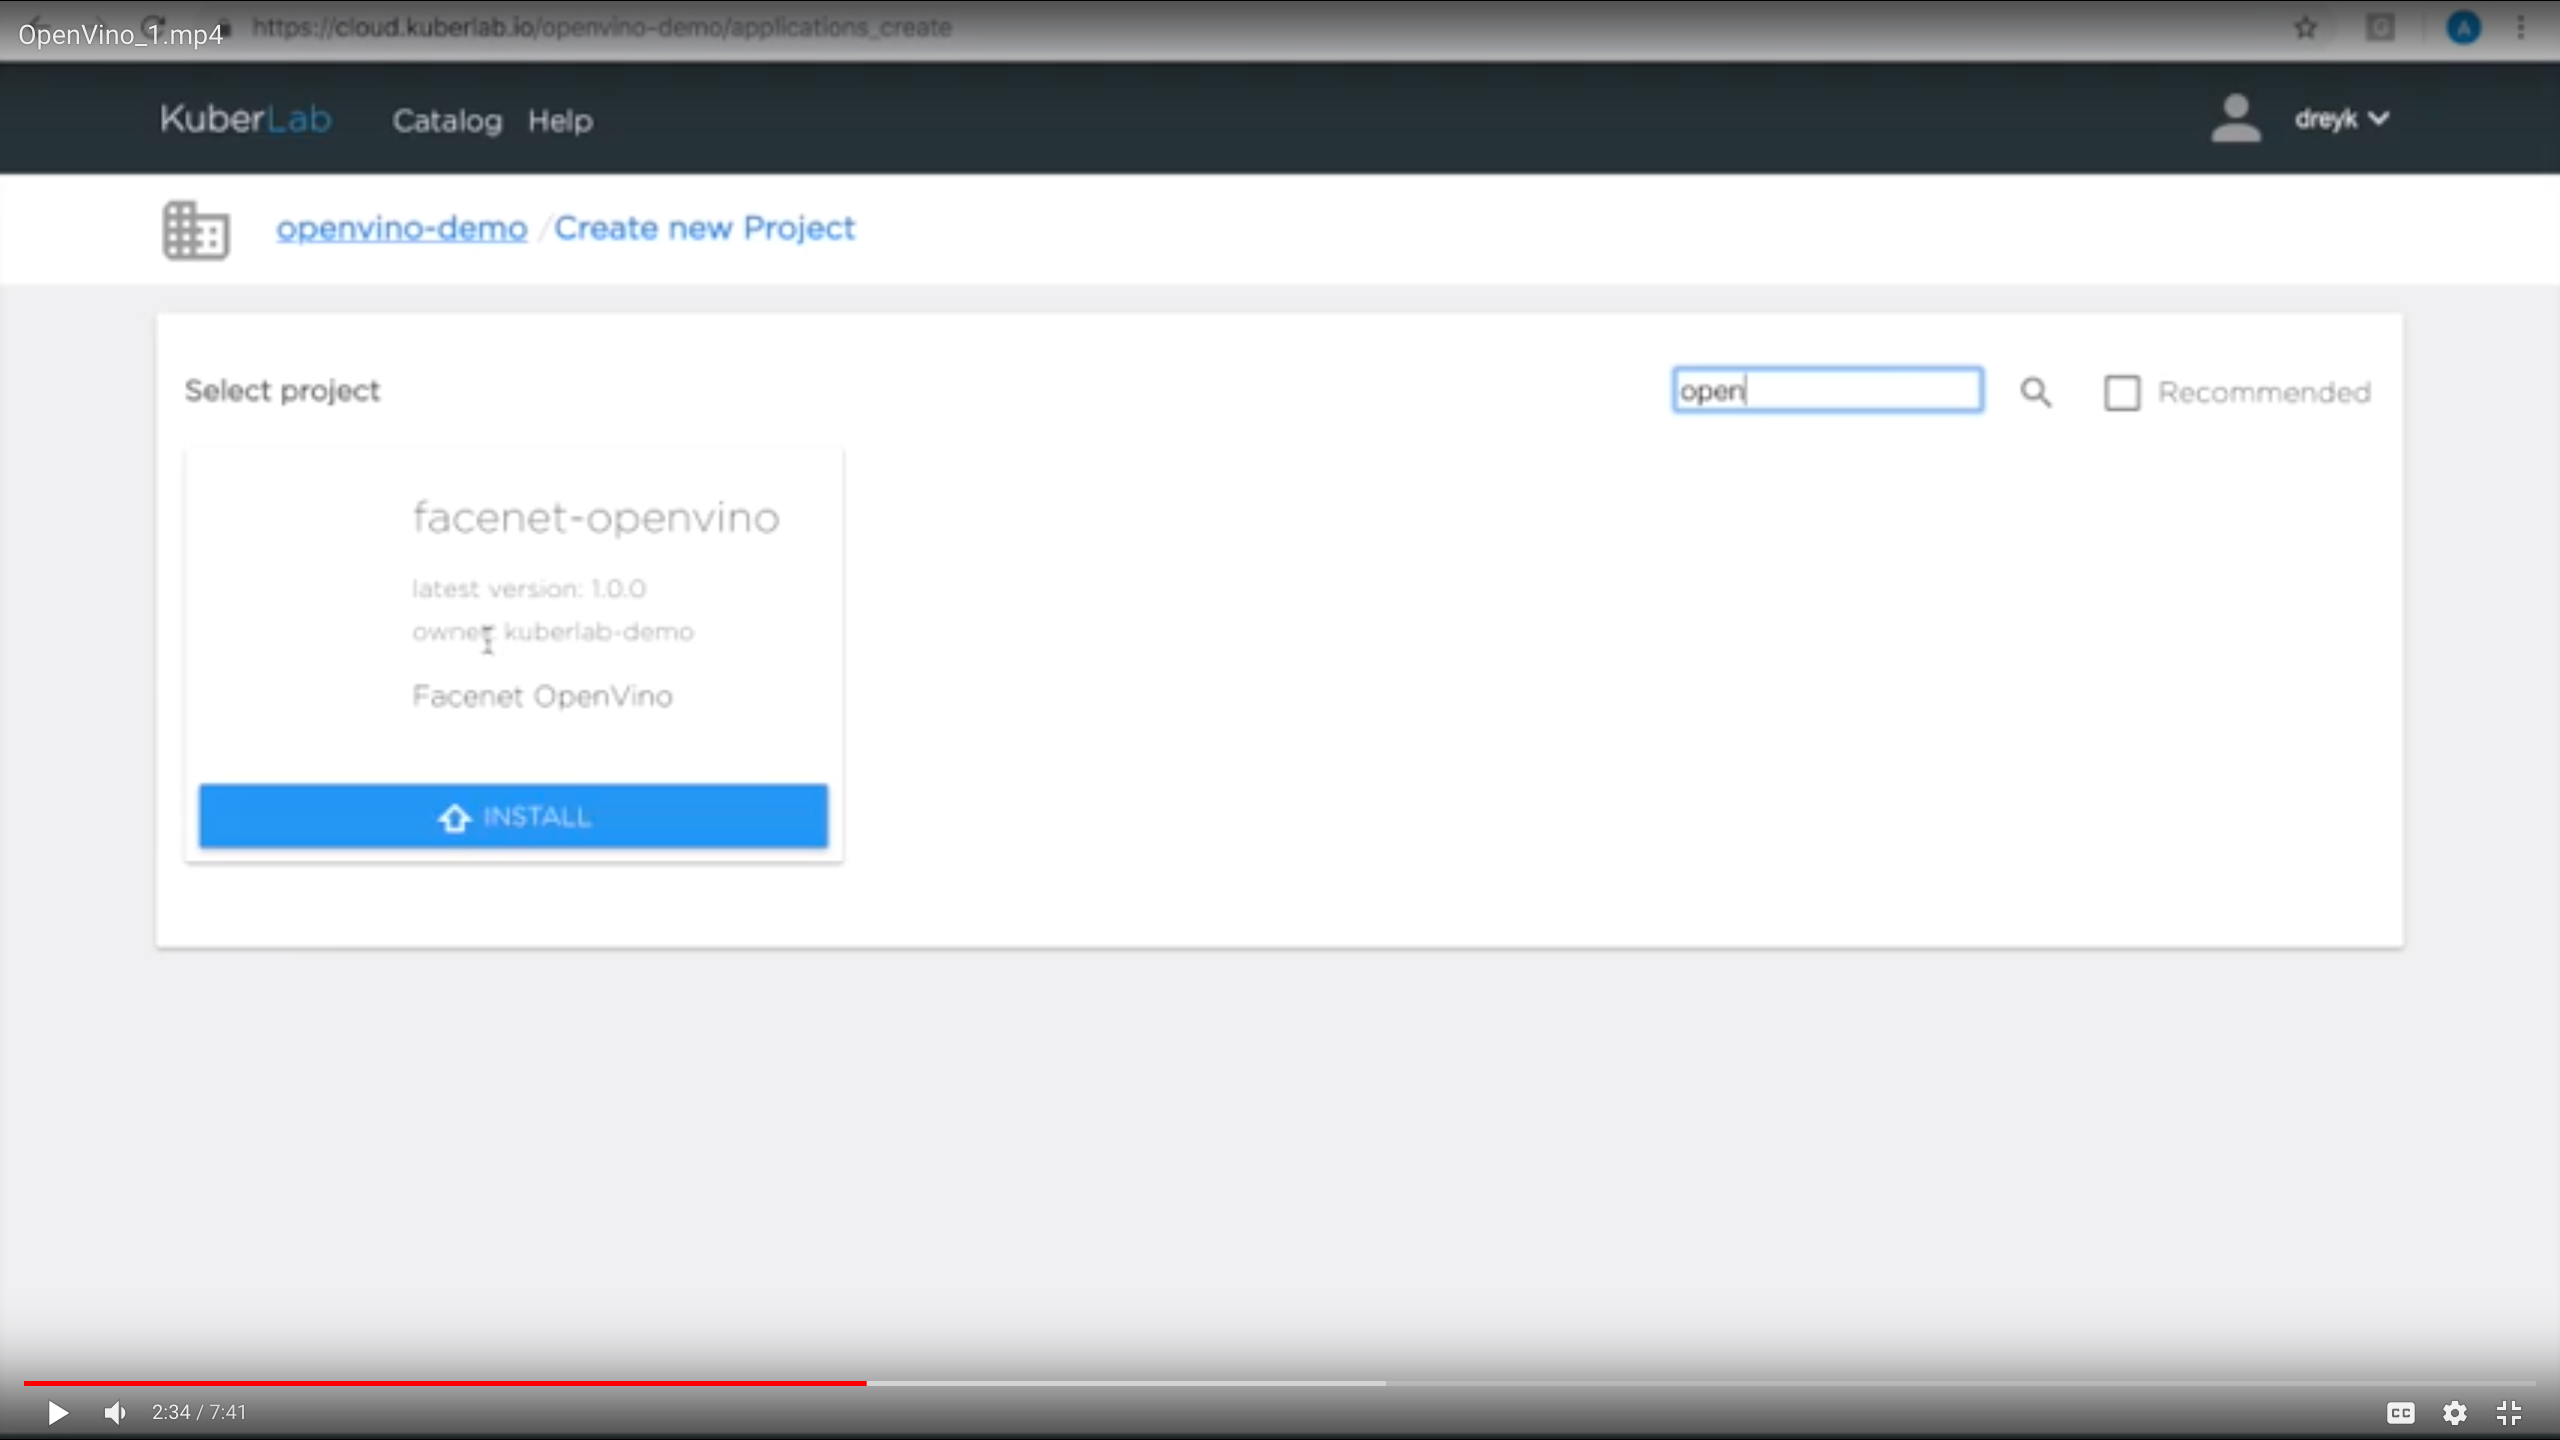 https://cloud.kuberlab.io/openvino-demo/applications_create
OpenVino_1.mp4
KuberLab Catalog Help dreyk
openvino-demo / Create new Project
Select project open Recommended
facenet-openvino
latest version: 1.0.0
owner: kuberlab-demo
Facenet OpenVino
INSTALL
2:34 / 7:41 CC